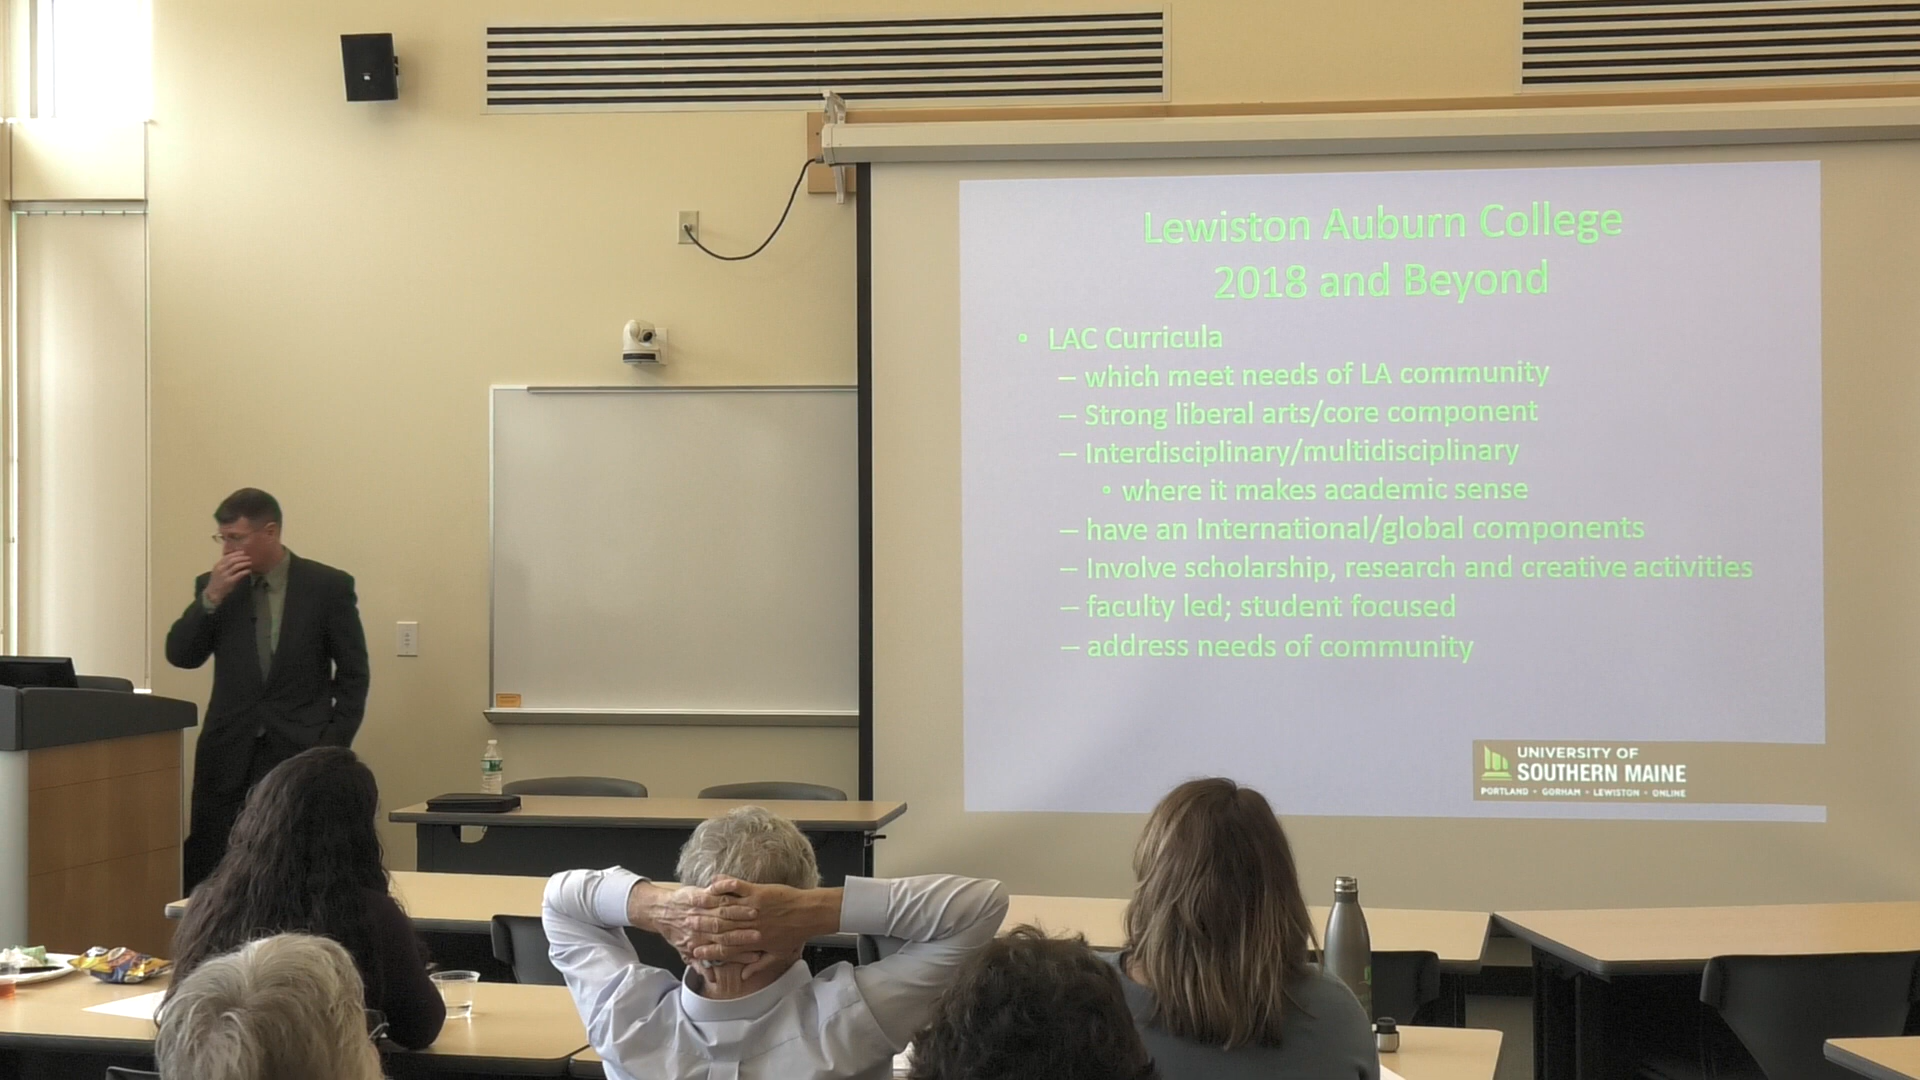 Lewiston Auburn College
2018 and Beyond
• LAC Curricula
– which meet needs of LA community
– Strong liberal arts/core component
– Interdisciplinary/multidisciplinary
• where it makes academic sense
– have an International/global components
– Involve scholarship, research and creative activities
– faculty led; student focused
– address needs of community
UNIVERSITY OF
SOUTHERN MAINE
PORTLAND • GORHAM • LEWISTON • ONLINE